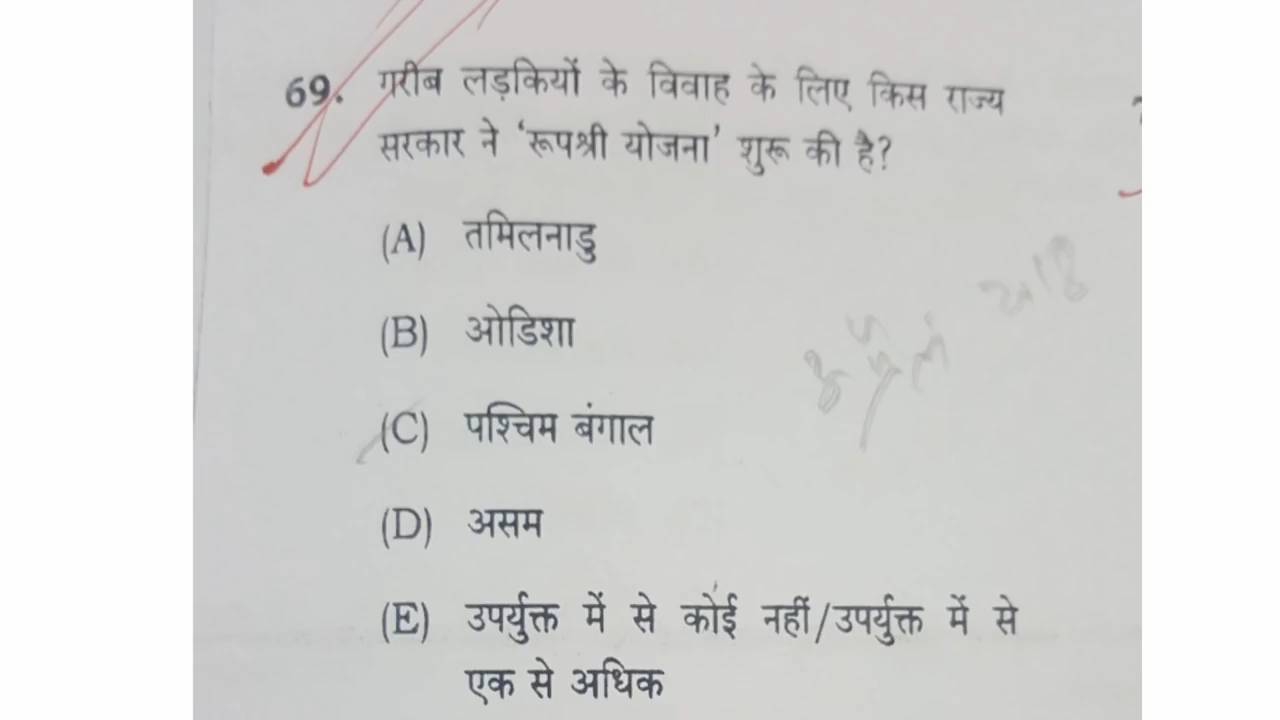 69. गरीब लड़कियों के विवाह के लिए किस राज्य
सरकार ने ‘रूपश्री योजना’ शुरू की है?
(A) तमिलनाडु
(B) ओडिशा
(C) पश्चिम बंगाल
(D) असम
(E) उपर्युक्त में से कोई नहीं/उपर्युक्त में से
एक से अधिक